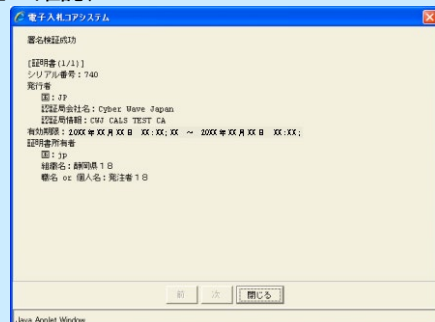 電子入札コアシステム
署名検証成功
[証明書(1/1)]
シリアル番号：740
発行者
国：JP
認証局会社名：Cyber Wave Japan
認証局情報：CWJ CALS TEST CA
有効期限：20XX年XX月XX日 XX:XX;XX ～ 20XX年XX月XX日 XX:XX;
証明書所有者
国：jp
組織名：静岡県１８
職名 or 個人名：発注者１８
前 次 閉じる
Java Applet Window